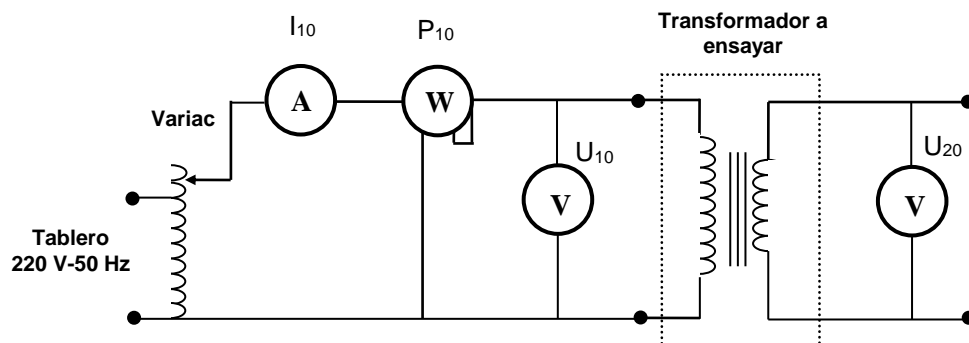 I10
P10
Transformador a
ensayar
A
W
Variac
U10
U20
V
V
Tablero
220 V-50 Hz